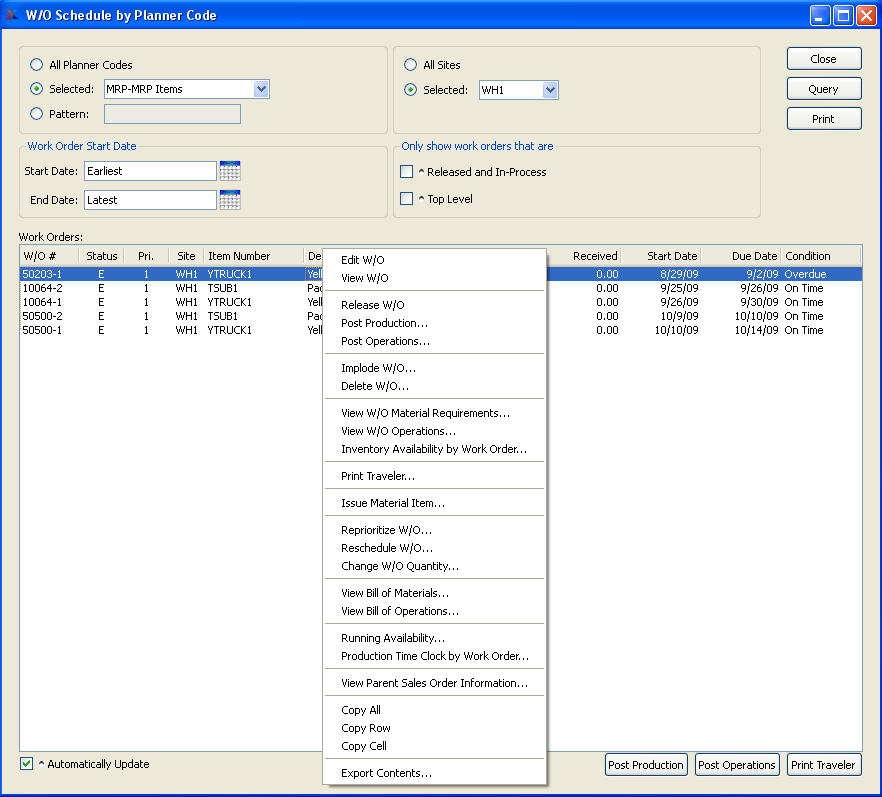 W/O Schedule by Planner Code
All Planner Codes
Selected: MRP-MRP Items
Pattern:
All Sites
Selected: WH1
Close
Query
Print
Work Order Start Date
Start Date: Earliest
End Date: Latest
Only show work orders that are
^ Released and In-Process
^ Top Level
Work Orders:
W/O # Status Pri. Site Item Number De Received Start Date Due Date Condition
50203-1 E 1 WH1 YTRUCK1 Yel 0.00 8/29/09 9/2/09 Overdue
10064-2 E 1 WH1 TSUB1 Pac 0.00 9/25/09 9/26/09 On Time
10064-1 E 1 WH1 YTRUCK1 Yel 0.00 9/26/09 9/30/09 On Time
50500-2 E 1 WH1 TSUB1 Pac 0.00 10/9/09 10/10/09 On Time
50500-1 E 1 WH1 YTRUCK1 Yel 0.00 10/10/09 10/14/09 On Time
Edit W/O
View W/O
Release W/O
Post Production...
Post Operations...
Implode W/O...
Delete W/O...
View W/O Material Requirements...
View W/O Operations...
Inventory Availability by Work Order...
Print Traveler...
Issue Material Item...
Reprioritize W/O...
Reschedule W/O...
Change W/O Quantity...
View Bill of Materials...
View Bill of Operations...
Running Availability...
Production Time Clock by Work Order...
View Parent Sales Order Information...
Copy All
Copy Row
Copy Cell
Export Contents...
^ Automatically Update
Post Production
Post Operations
Print Traveler